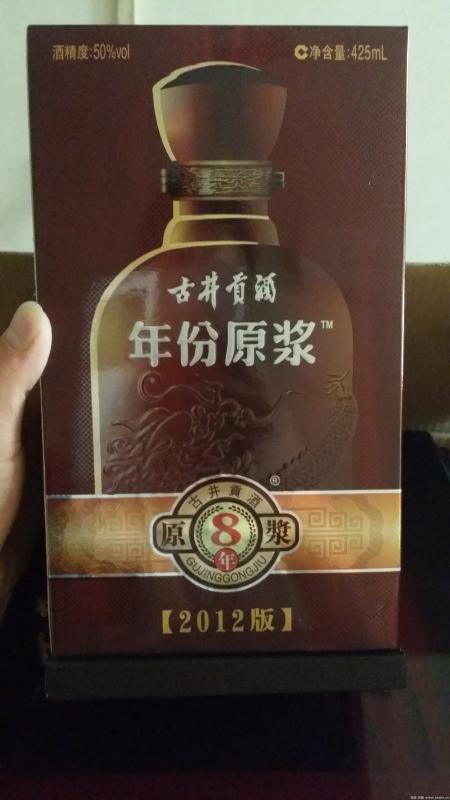 酒精度:50%vol
净含量:425mL
古井贡酒
年份原浆™
®
古井貢酒
原 8 漿
年
GUJINGGONGJIU
【2012版】